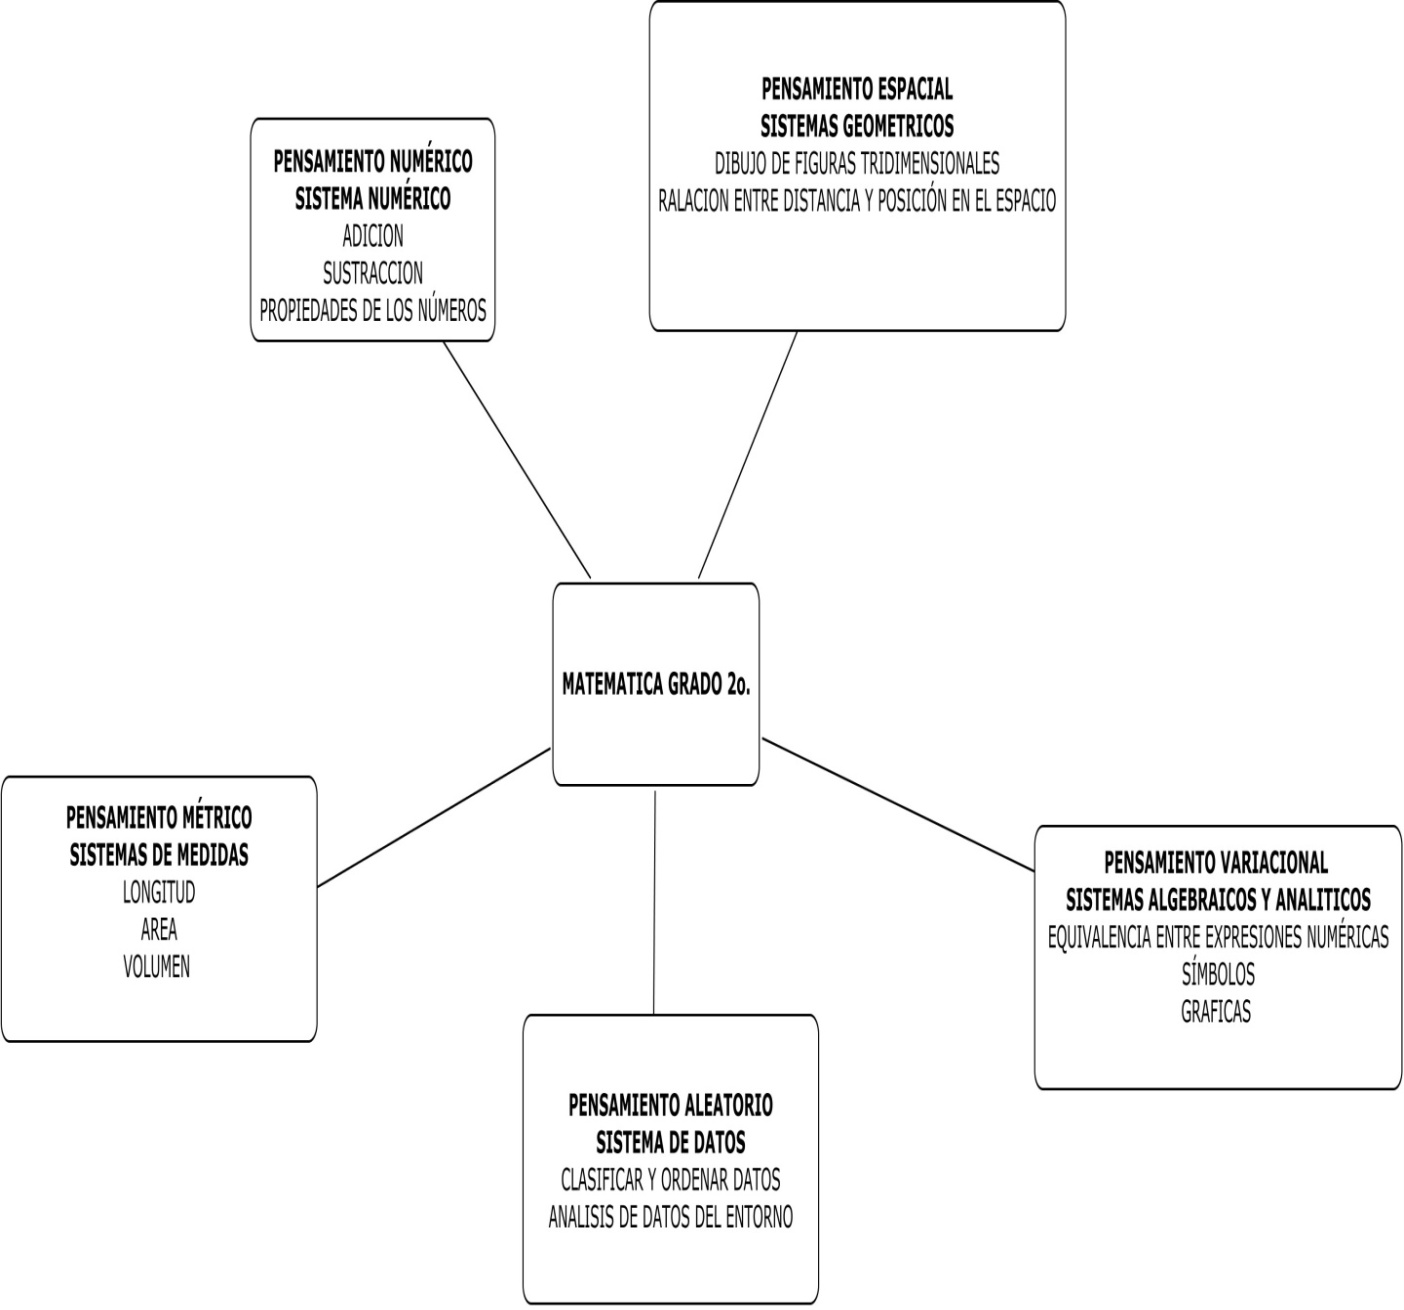 PENSAMIENTO ESPACIAL
SISTEMAS GEOMETRICOS
DIBUJO DE FIGURAS TRIDIMENSIONALES
RALACION ENTRE DISTANCIA Y POSICIÓN EN EL ESPACIO
PENSAMIENTO NUMÉRICO
SISTEMA NUMÉRICO
ADICION
SUSTRACCION
PROPIEDADES DE LOS NÚMEROS
MATEMATICA GRADO 2o.
PENSAMIENTO MÉTRICO
SISTEMAS DE MEDIDAS
LONGITUD
AREA
VOLUMEN
PENSAMIENTO VARIACIONAL
SISTEMAS ALGEBRAICOS Y ANALITICOS
EQUIVALENCIA ENTRE EXPRESIONES NUMÉRICAS
SÍMBOLOS
GRAFICAS
PENSAMIENTO ALEATORIO
SISTEMA DE DATOS
CLASIFICAR Y ORDENAR DATOS
ANALISIS DE DATOS DEL ENTORNO